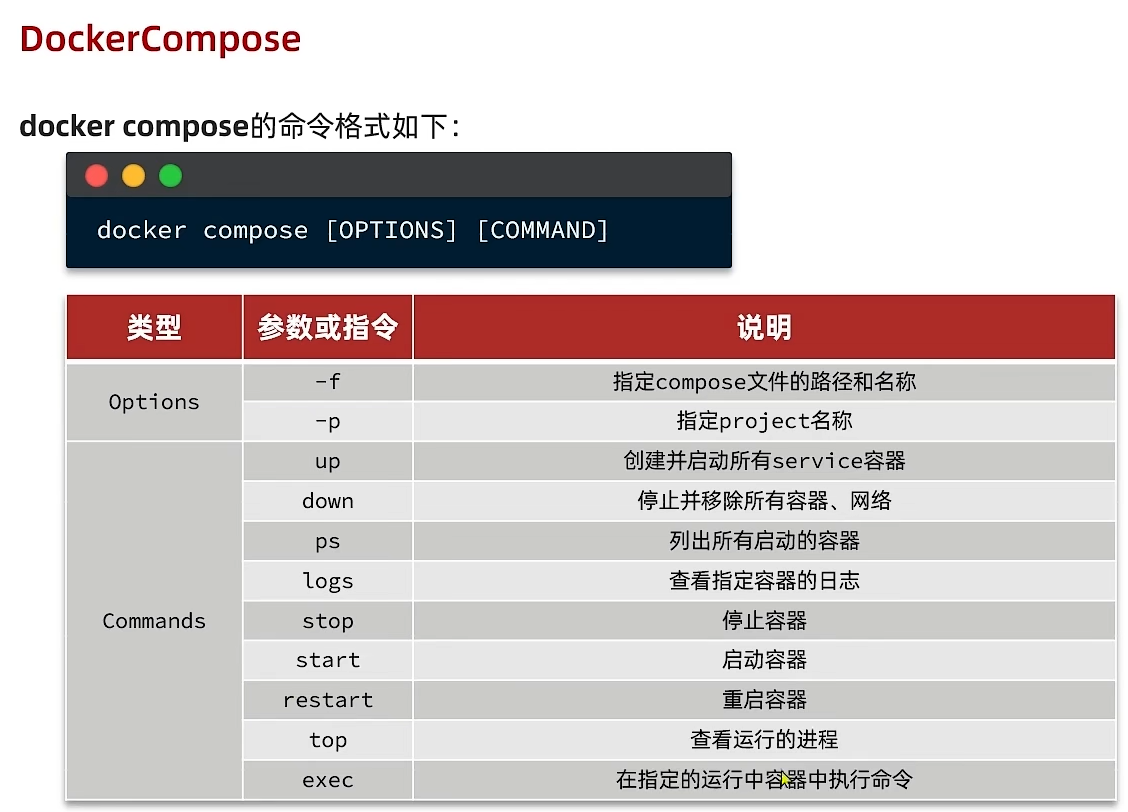 DockerCompose
docker compose的命令格式如下：
docker compose [OPTIONS] [COMMAND]
类型 参数或指令 说明
Options
-f 指定compose文件的路径和名称
-p 指定project名称
Commands
up 创建并启动所有service容器
down 停止并移除所有容器、网络
ps 列出所有启动的容器
logs 查看指定容器的日志
stop 停止容器
start 启动容器
restart 重启容器
top 查看运行的进程
exec 在指定的运行中容器中执行命令